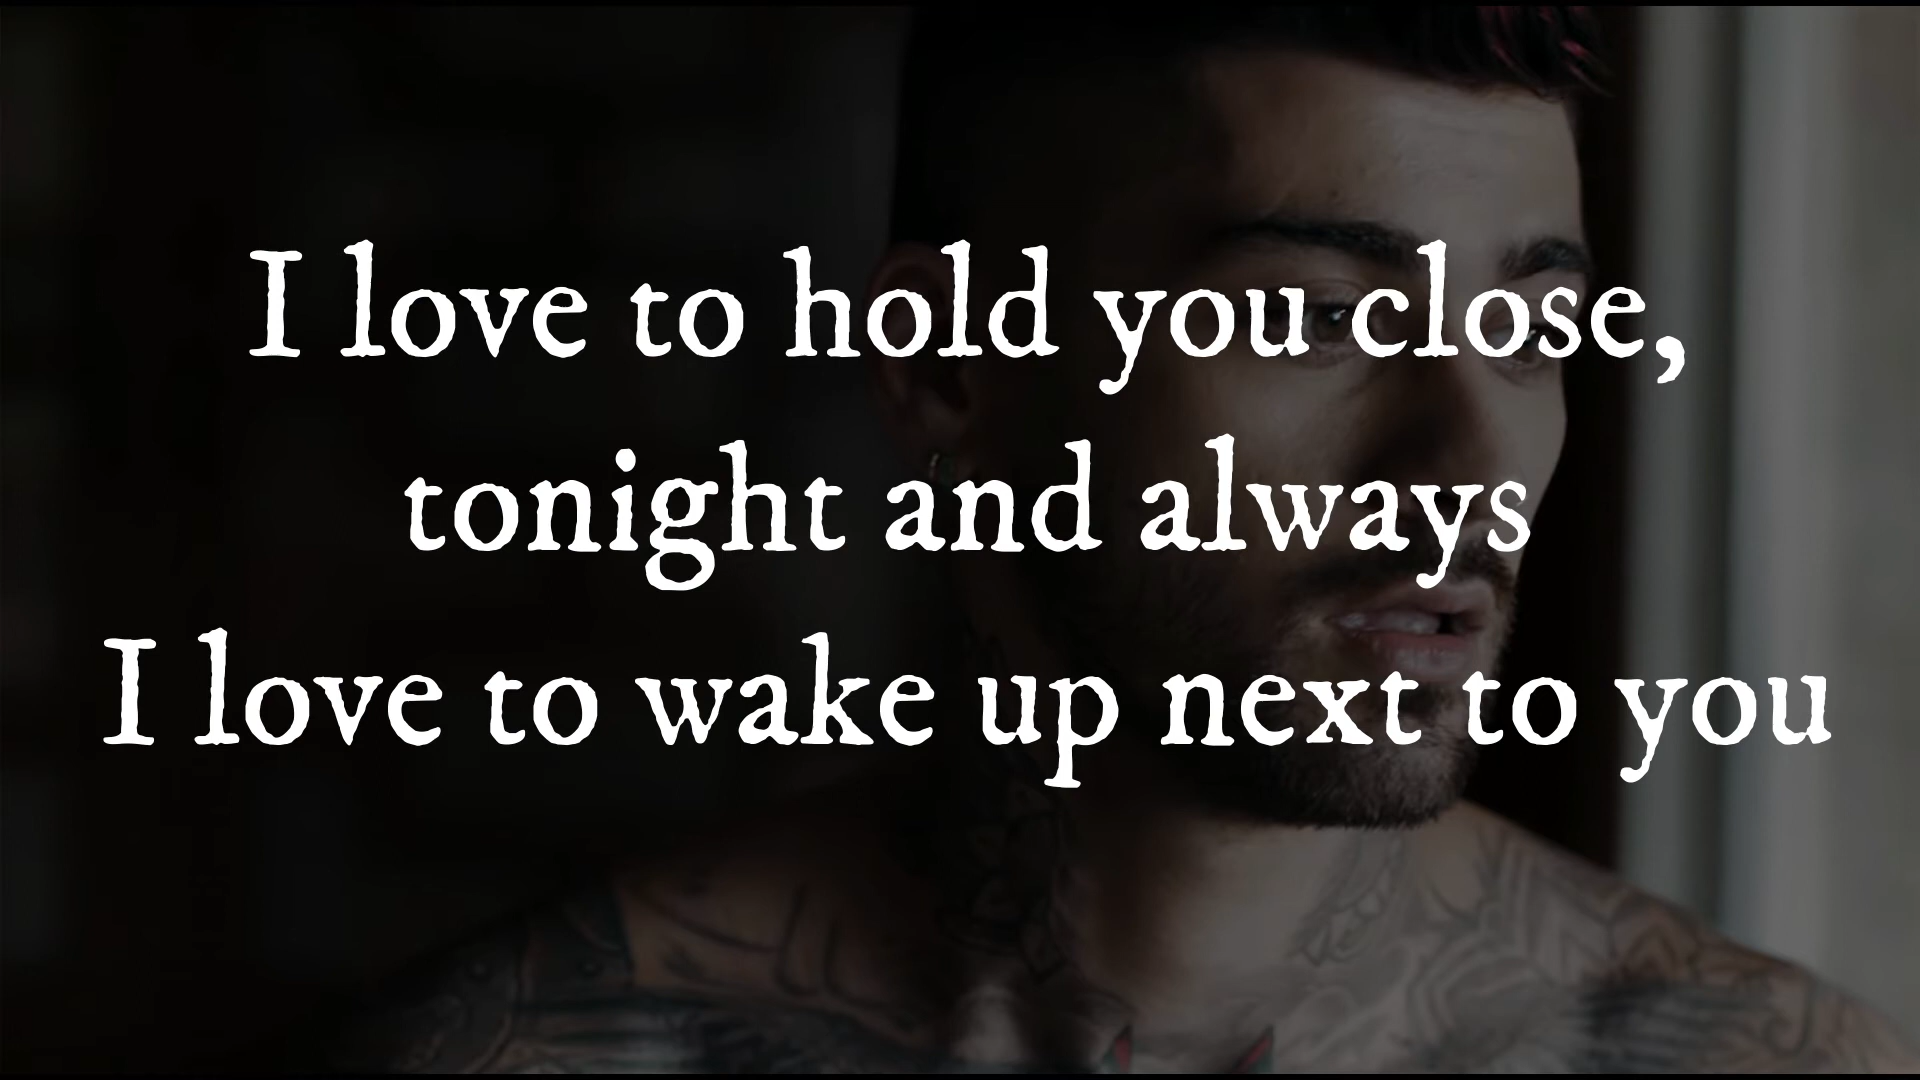 I love to hold you close,
tonight and always
I love to wake up next to you